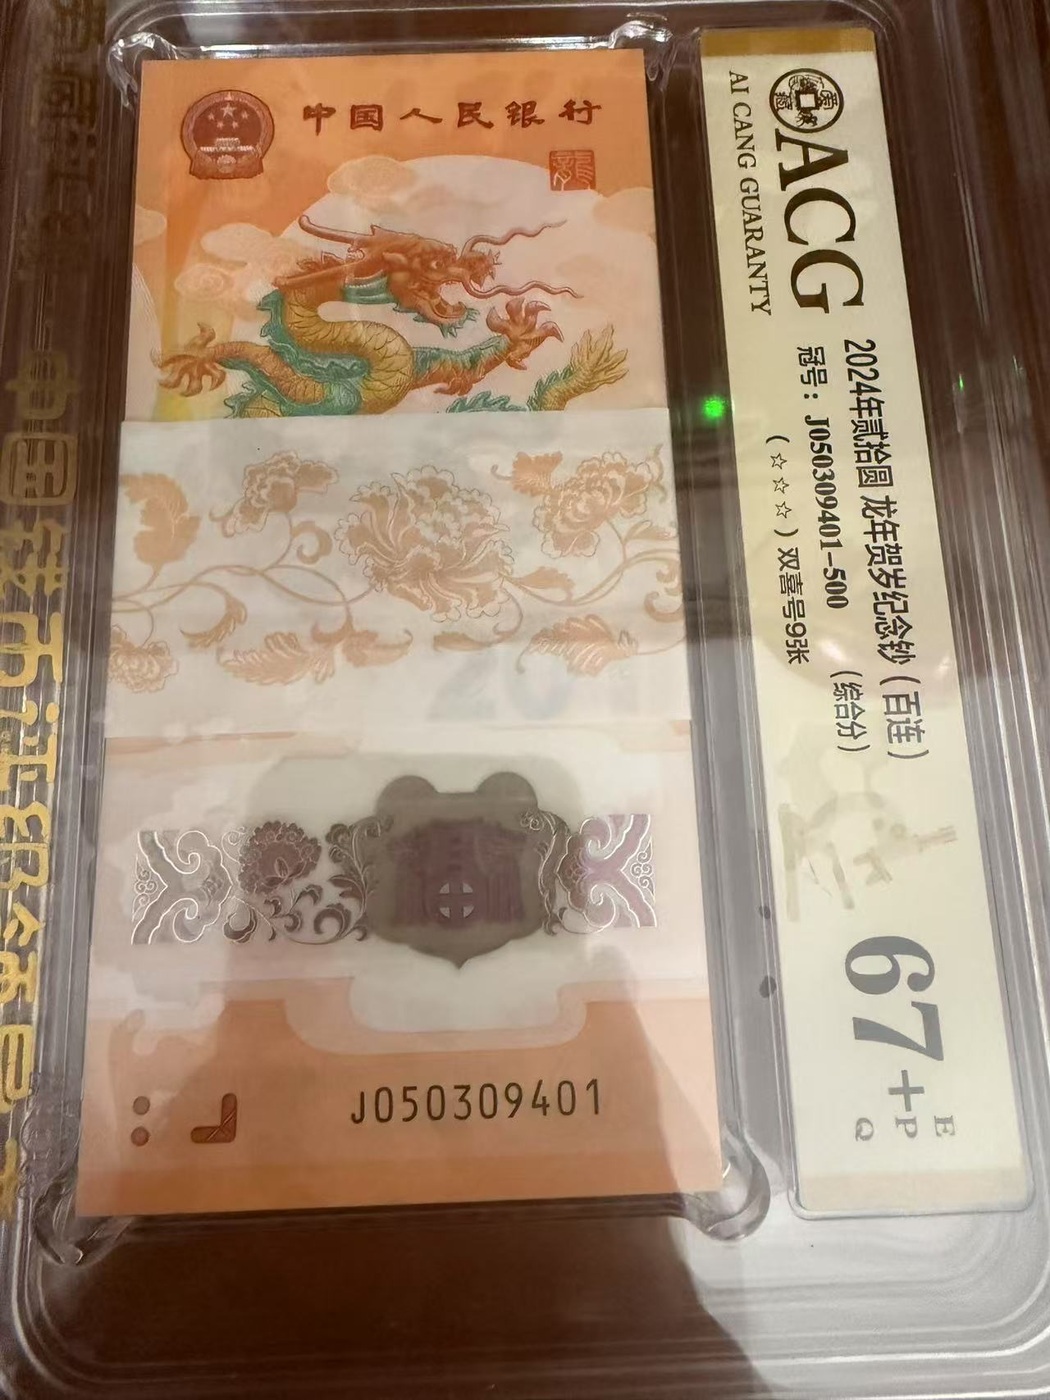 中国人民银行
龍
J050309401
ACG
AI CANG GUARANTY
2024年贰拾圆 龙年贺岁纪念钞（百连）
冠号：J050309401-500 （综合分）
（☆☆☆）双喜号9张
67+
E
P
Q